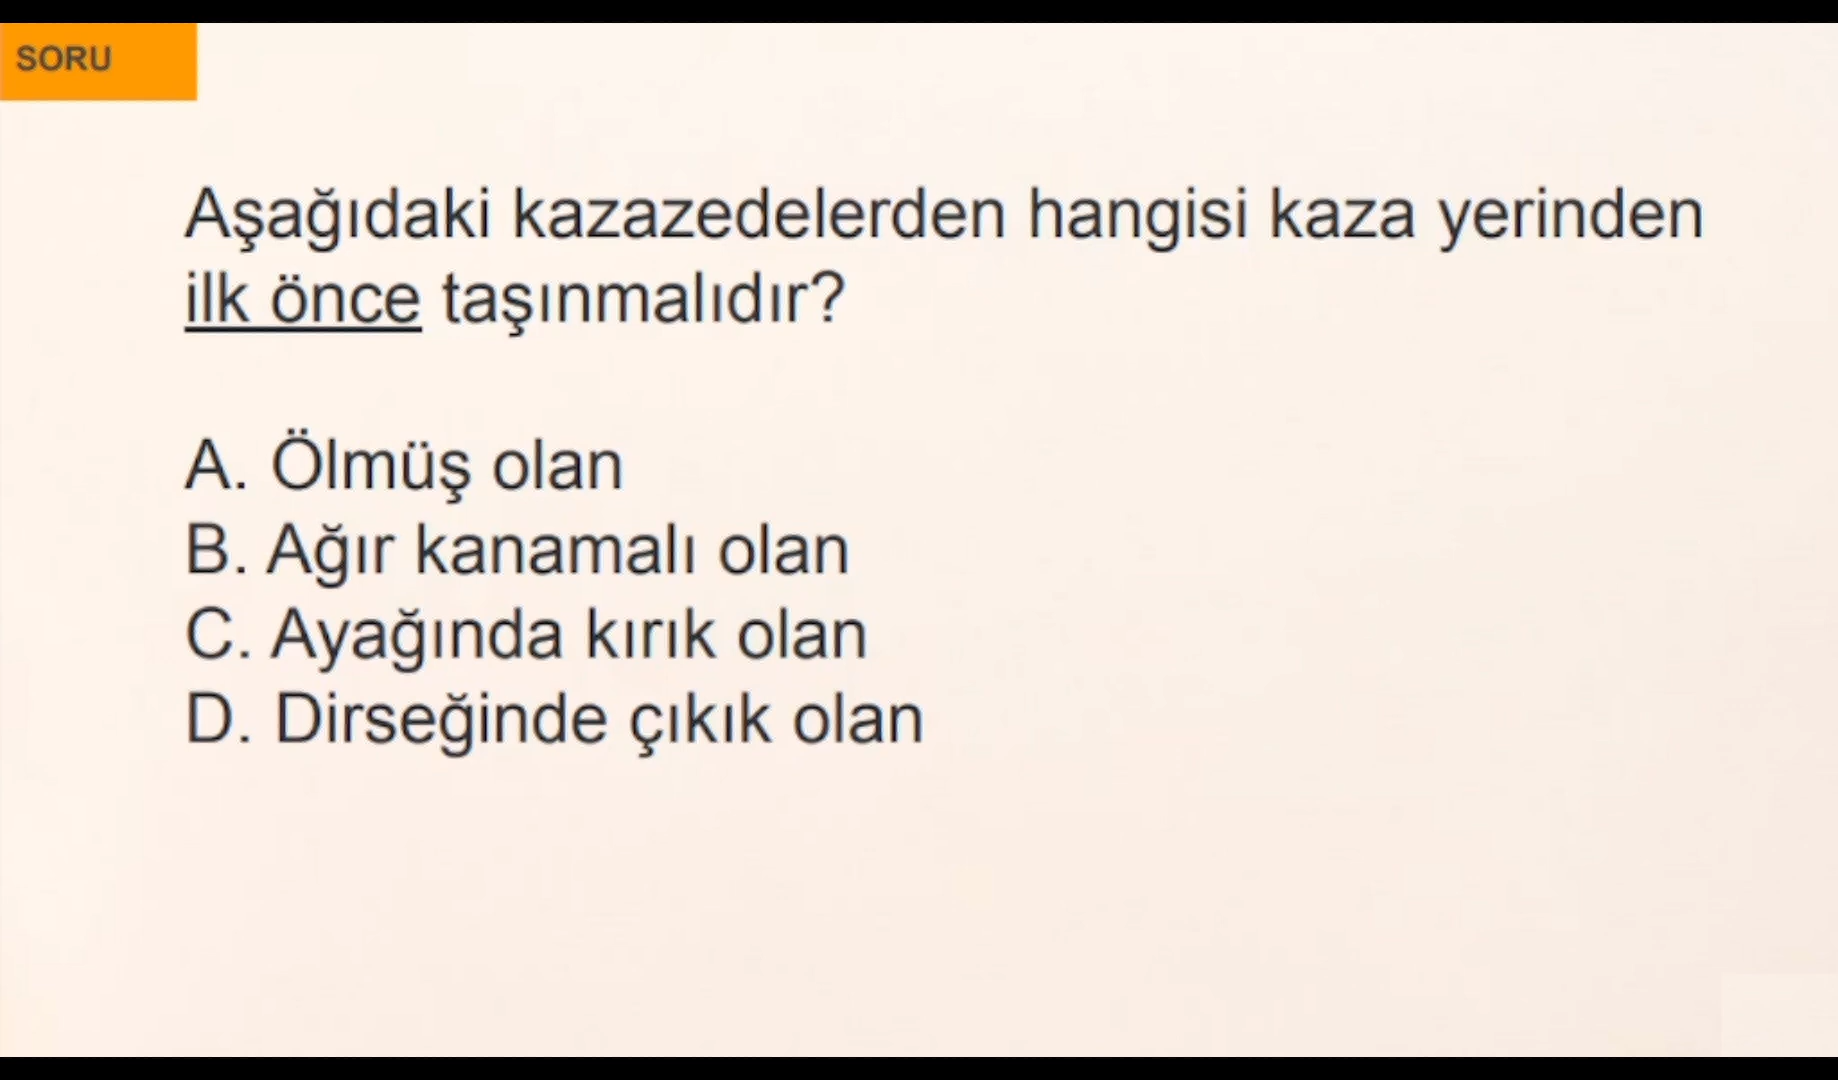 SORU
Aşağıdaki kazazedelerden hangisi kaza yerinden
ilk önce taşınmalıdır?
A. Ölmüş olan
B. Ağır kanamalı olan
C. Ayağında kırık olan
D. Dirseğinde çıkık olan